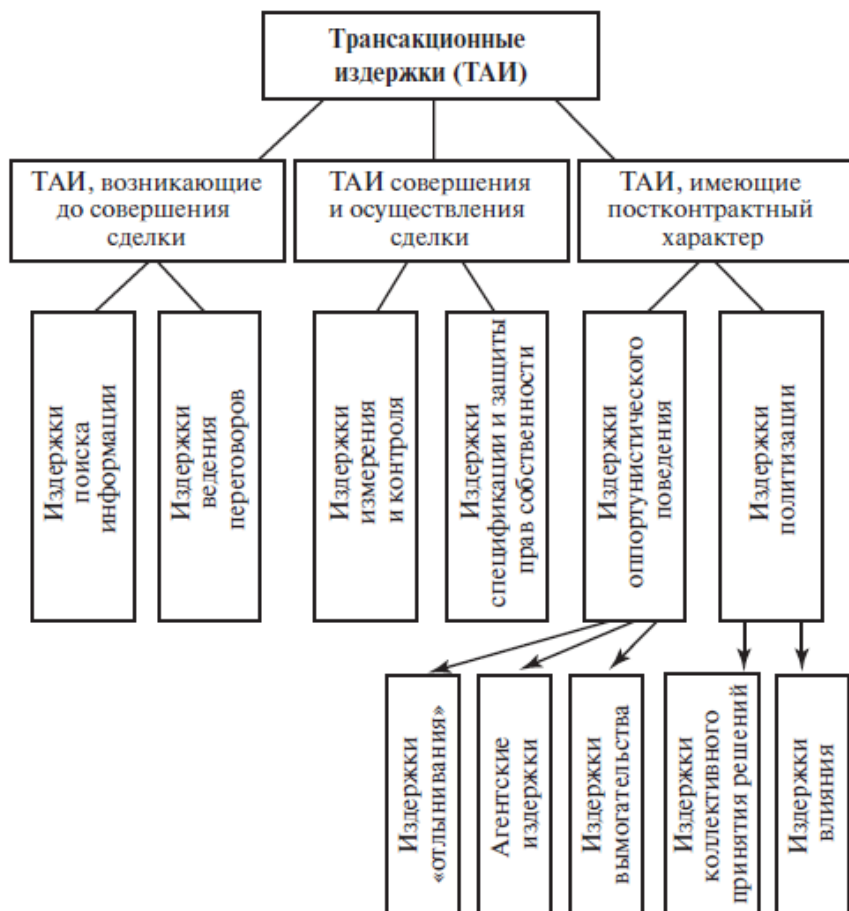 Трансакционные
издержки (ТАИ)
ТАИ, возникающие
до совершения
сделки
ТАИ совершения
и осуществления
сделки
ТАИ, имеющие
постконтрактный
характер
Издержки
поиска
информации
Издержки
ведения
переговоров
Издержки
измерения
и контроля
Издержки
спецификации и защиты
прав собственности
Издержки
оппортунистического
поведения
Издержки
политизации
Издержки
«отлынивания»
Агентские
издержки
Издержки
вымогательства
Издержки
коллективного
принятия решений
Издержки
влияния